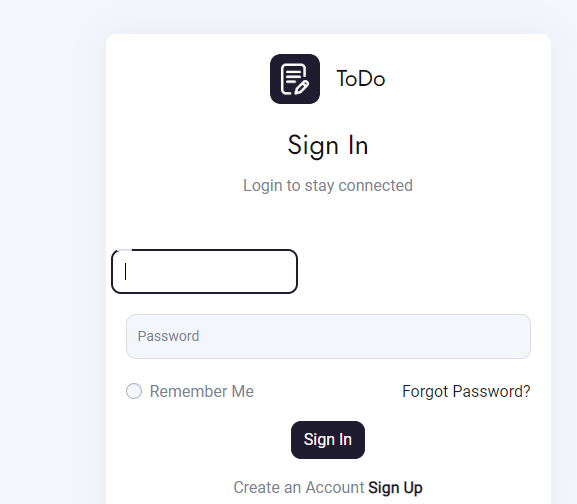 ToDo
Sign In
Login to stay connected
Password
Remember Me Forgot Password?
Sign In
Create an Account Sign Up